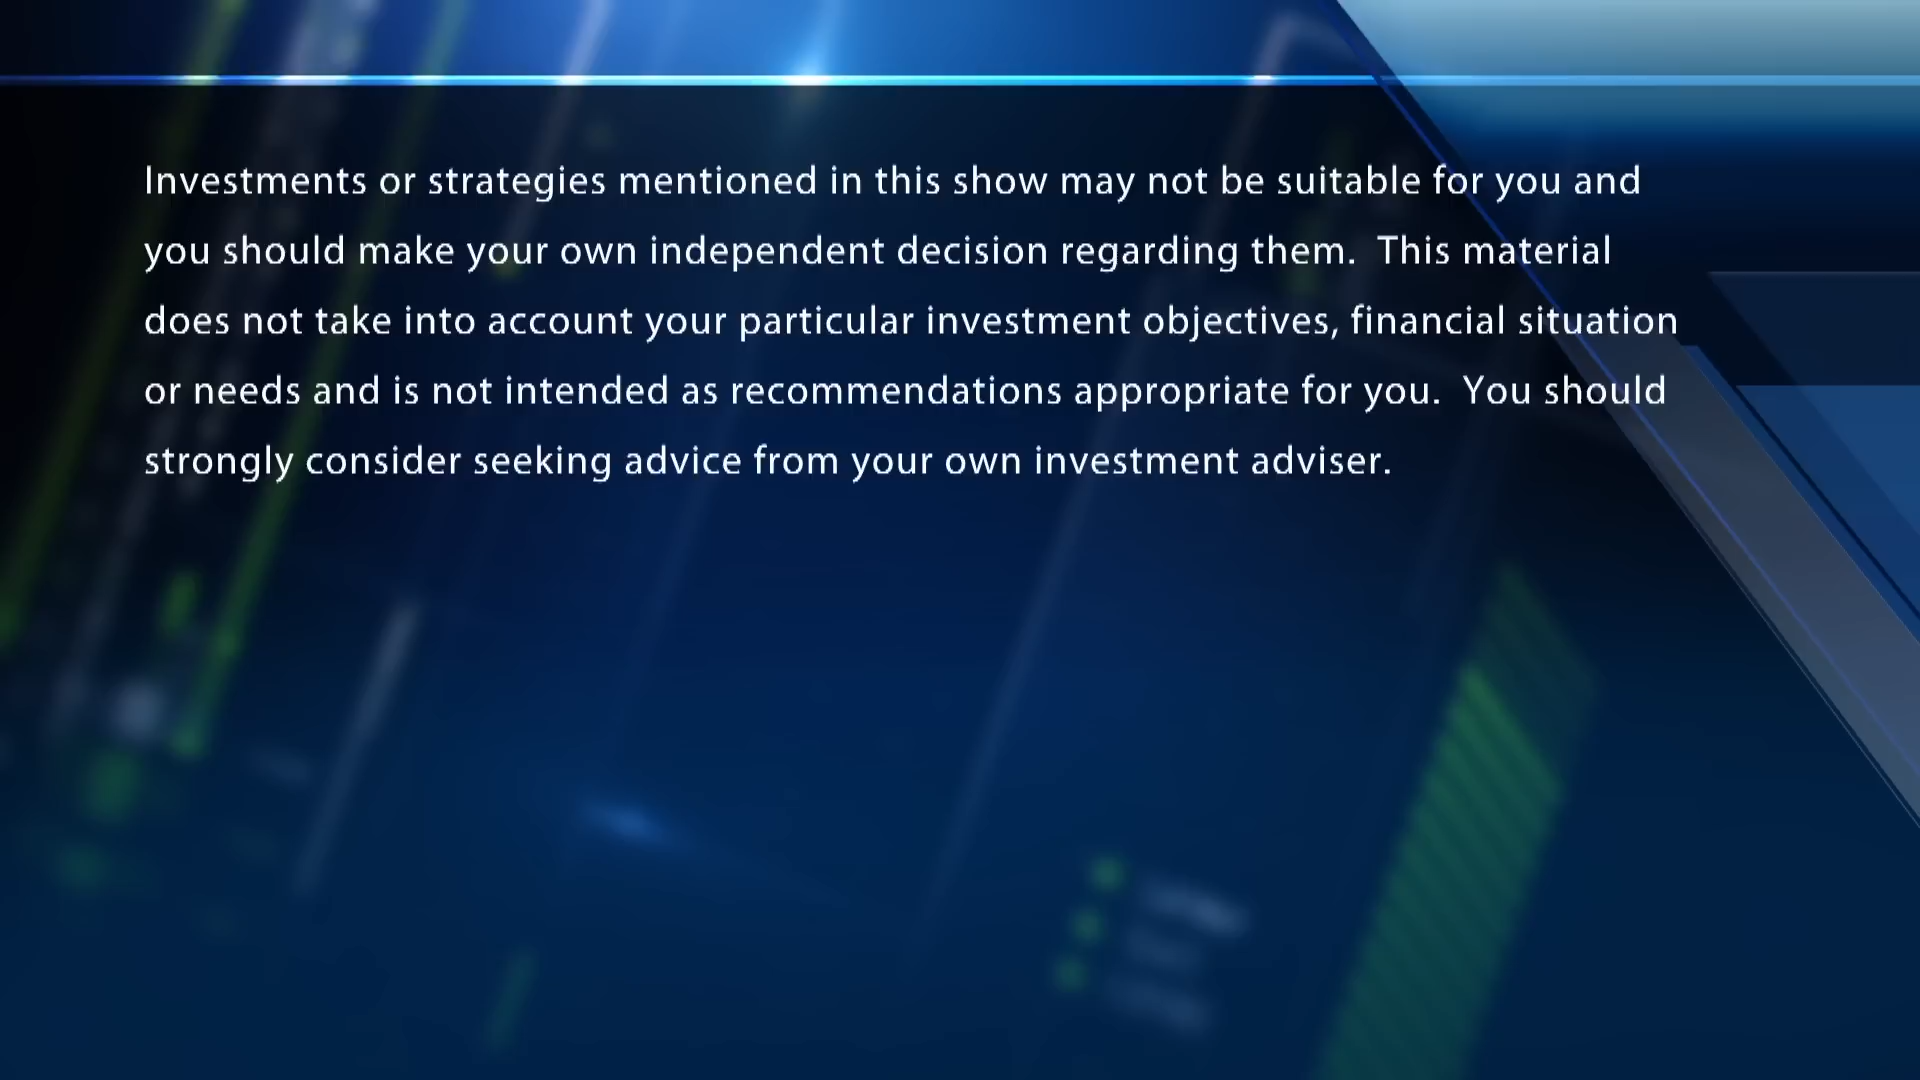 Investments or strategies mentioned in this show may not be suitable for you and
you should make your own independent decision regarding them.  This material
does not take into account your particular investment objectives, financial situation
or needs and is not intended as recommendations appropriate for you.  You should
strongly consider seeking advice from your own investment adviser.